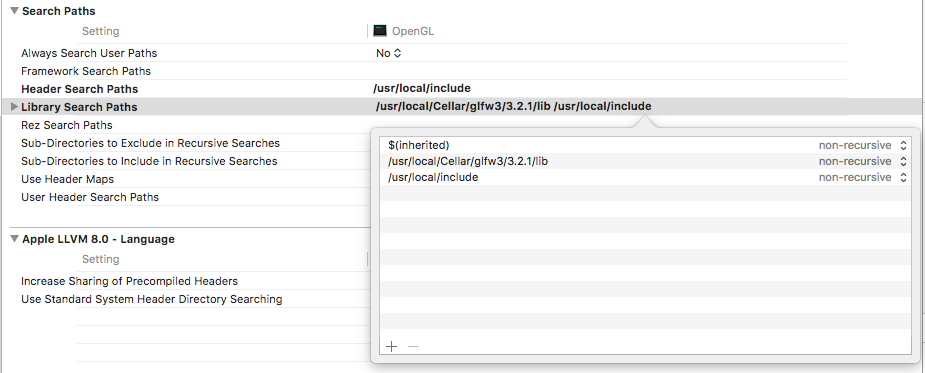 Search Paths
Setting OpenGL
Always Search User Paths No
Framework Search Paths
Header Search Paths /usr/local/include
Library Search Paths /usr/local/Cellar/glfw3/3.2.1/lib /usr/local/include
Rez Search Paths
Sub-Directories to Exclude in Recursive Searches
Sub-Directories to Include in Recursive Searches
Use Header Maps
User Header Search Paths
$(inherited) non-recursive
/usr/local/Cellar/glfw3/3.2.1/lib non-recursive
/usr/local/include non-recursive
Apple LLVM 8.0 - Language
Setting
Increase Sharing of Precompiled Headers
Use Standard System Header Directory Searching